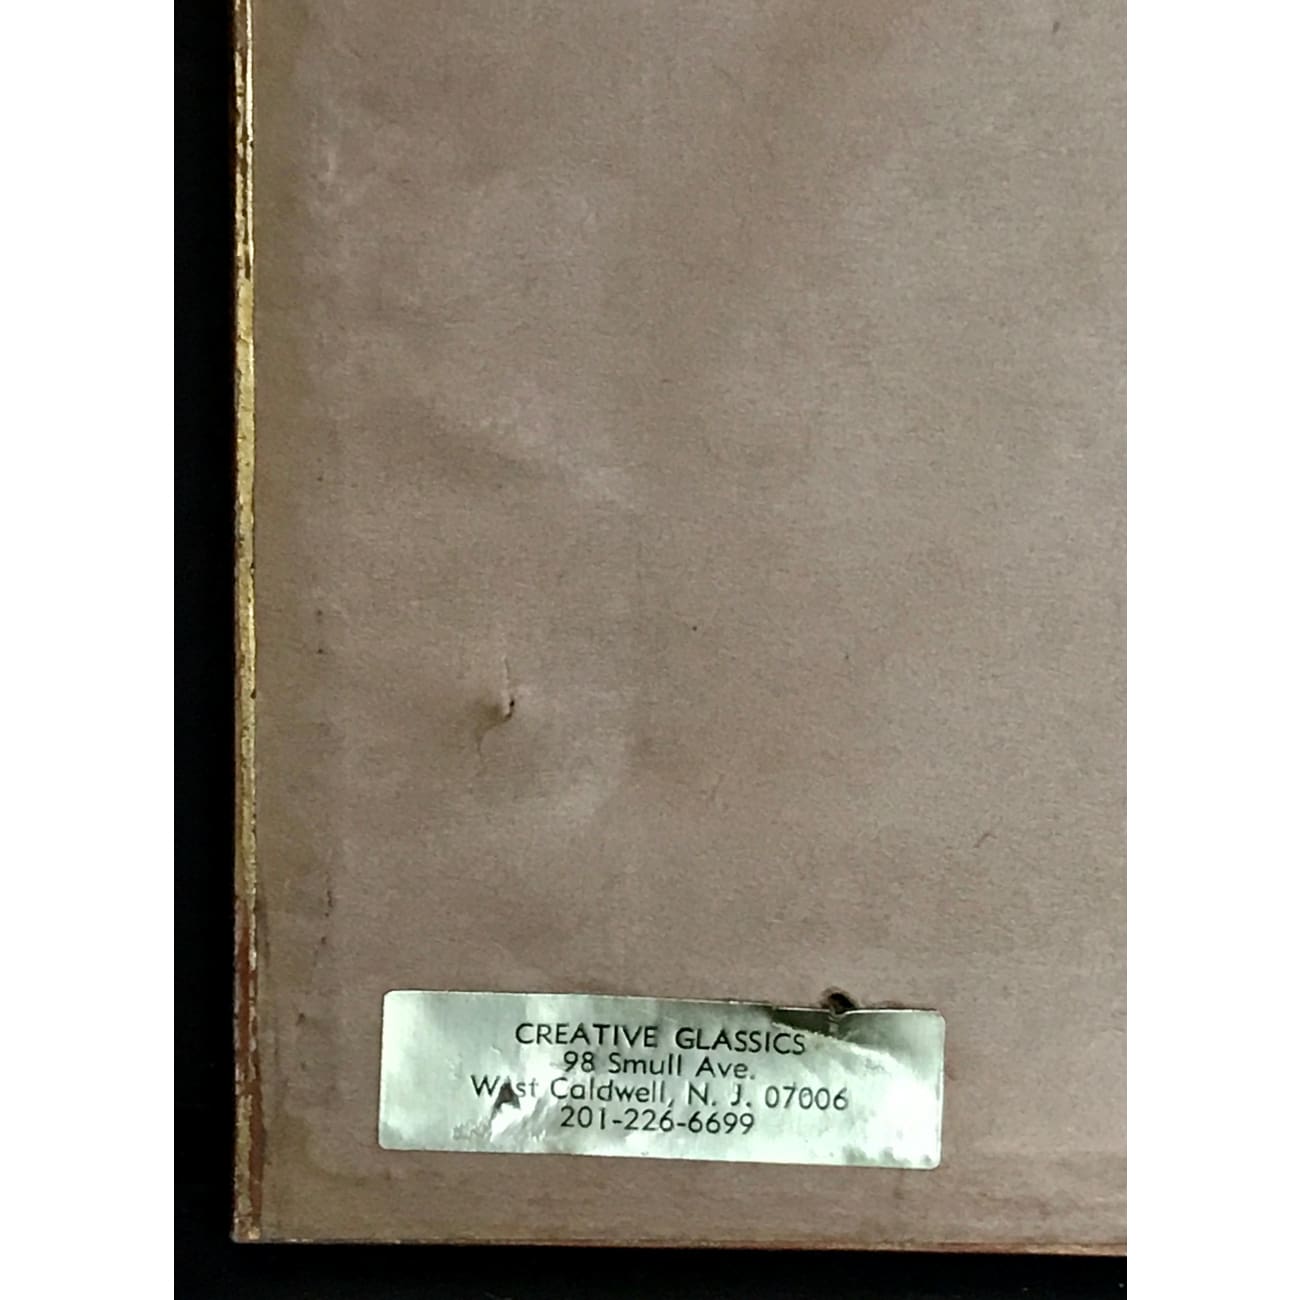 CREATIVE GLASSICS
98 Smull Ave.
West Caldwell, N. J. 07006
201-226-6699